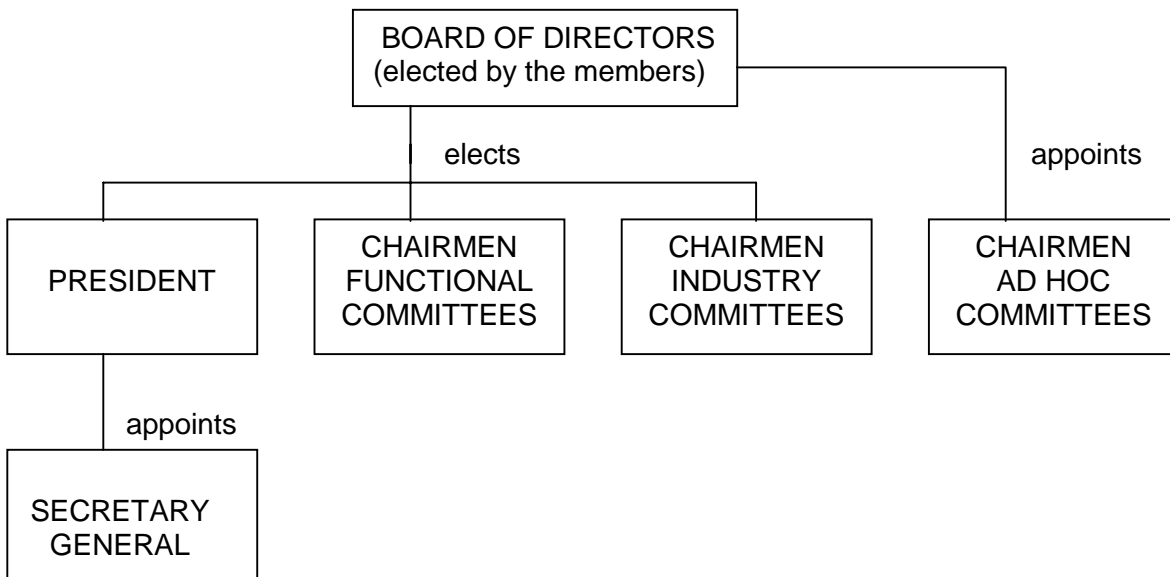 BOARD OF DIRECTORS
(elected by the members)
elects
appoints
PRESIDENT
CHAIRMEN
FUNCTIONAL
COMMITTEES
CHAIRMEN
INDUSTRY
COMMITTEES
CHAIRMEN
AD HOC
COMMITTEES
appoints
SECRETARY
GENERAL